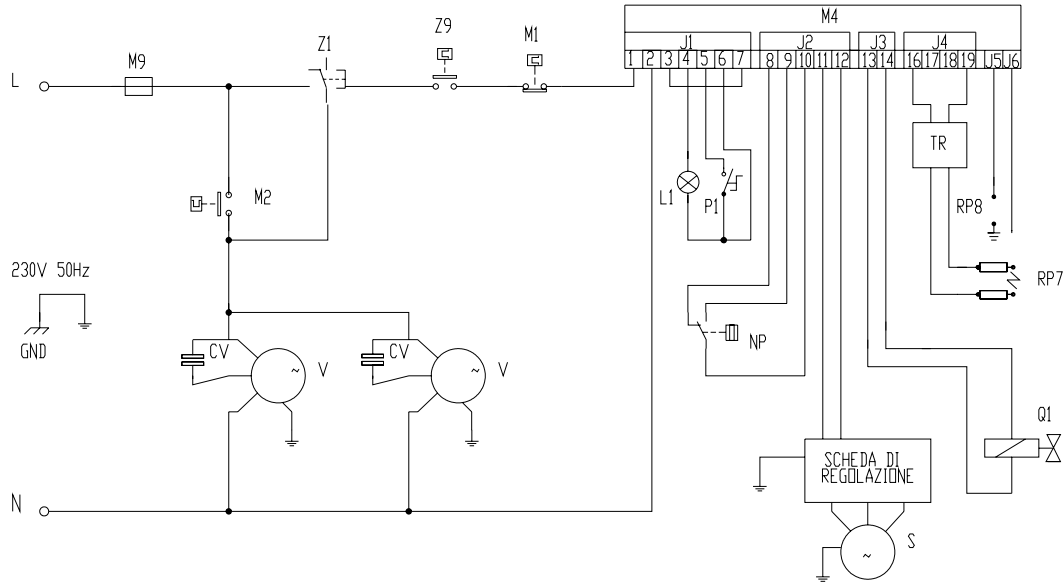 M4
Z1
Z9
M1
J1
J2
J3
J4
M9
1 2 3 4 5 6 7 8 9 10 11 12 13 14 16 17 18 19 J5 J6
L
TR
M2
L1
P1
RP8
230V 50Hz
RP7
GND
NP
CV
V
CV
V
Q1
SCHEDA DI
REGOLAZIONE
N
S
~
~
~